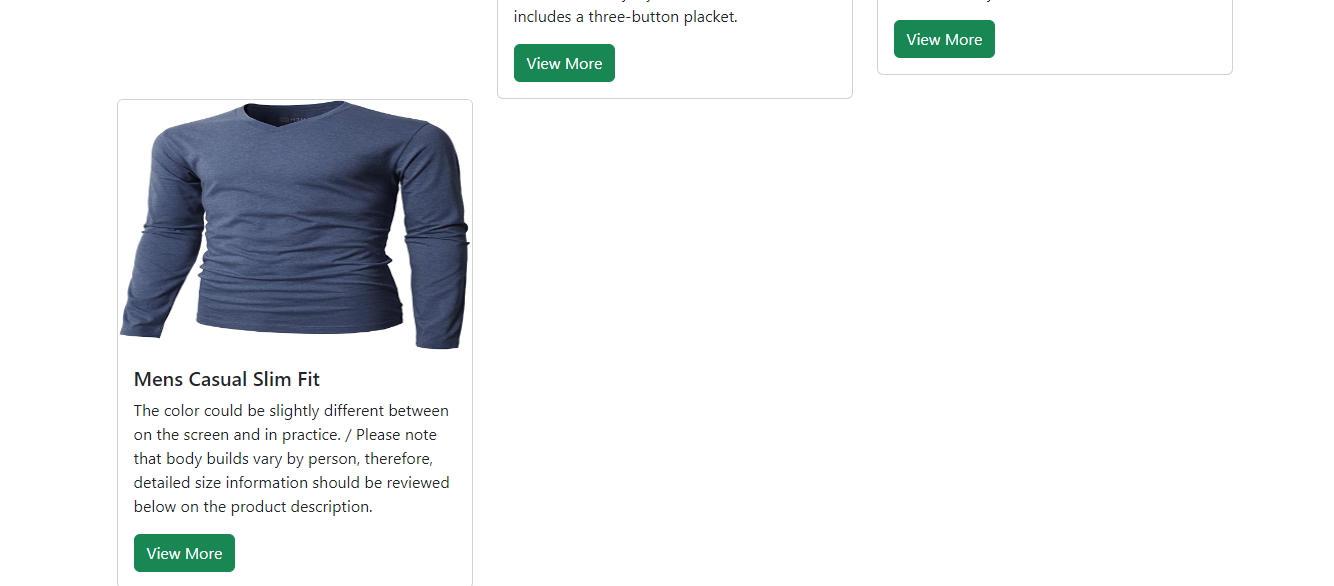 includes a three-button placket.
View More
View More
Mens Casual Slim Fit
The color could be slightly different between
on the screen and in practice. / Please note
that body builds vary by person, therefore,
detailed size information should be reviewed
below on the product description.
View More